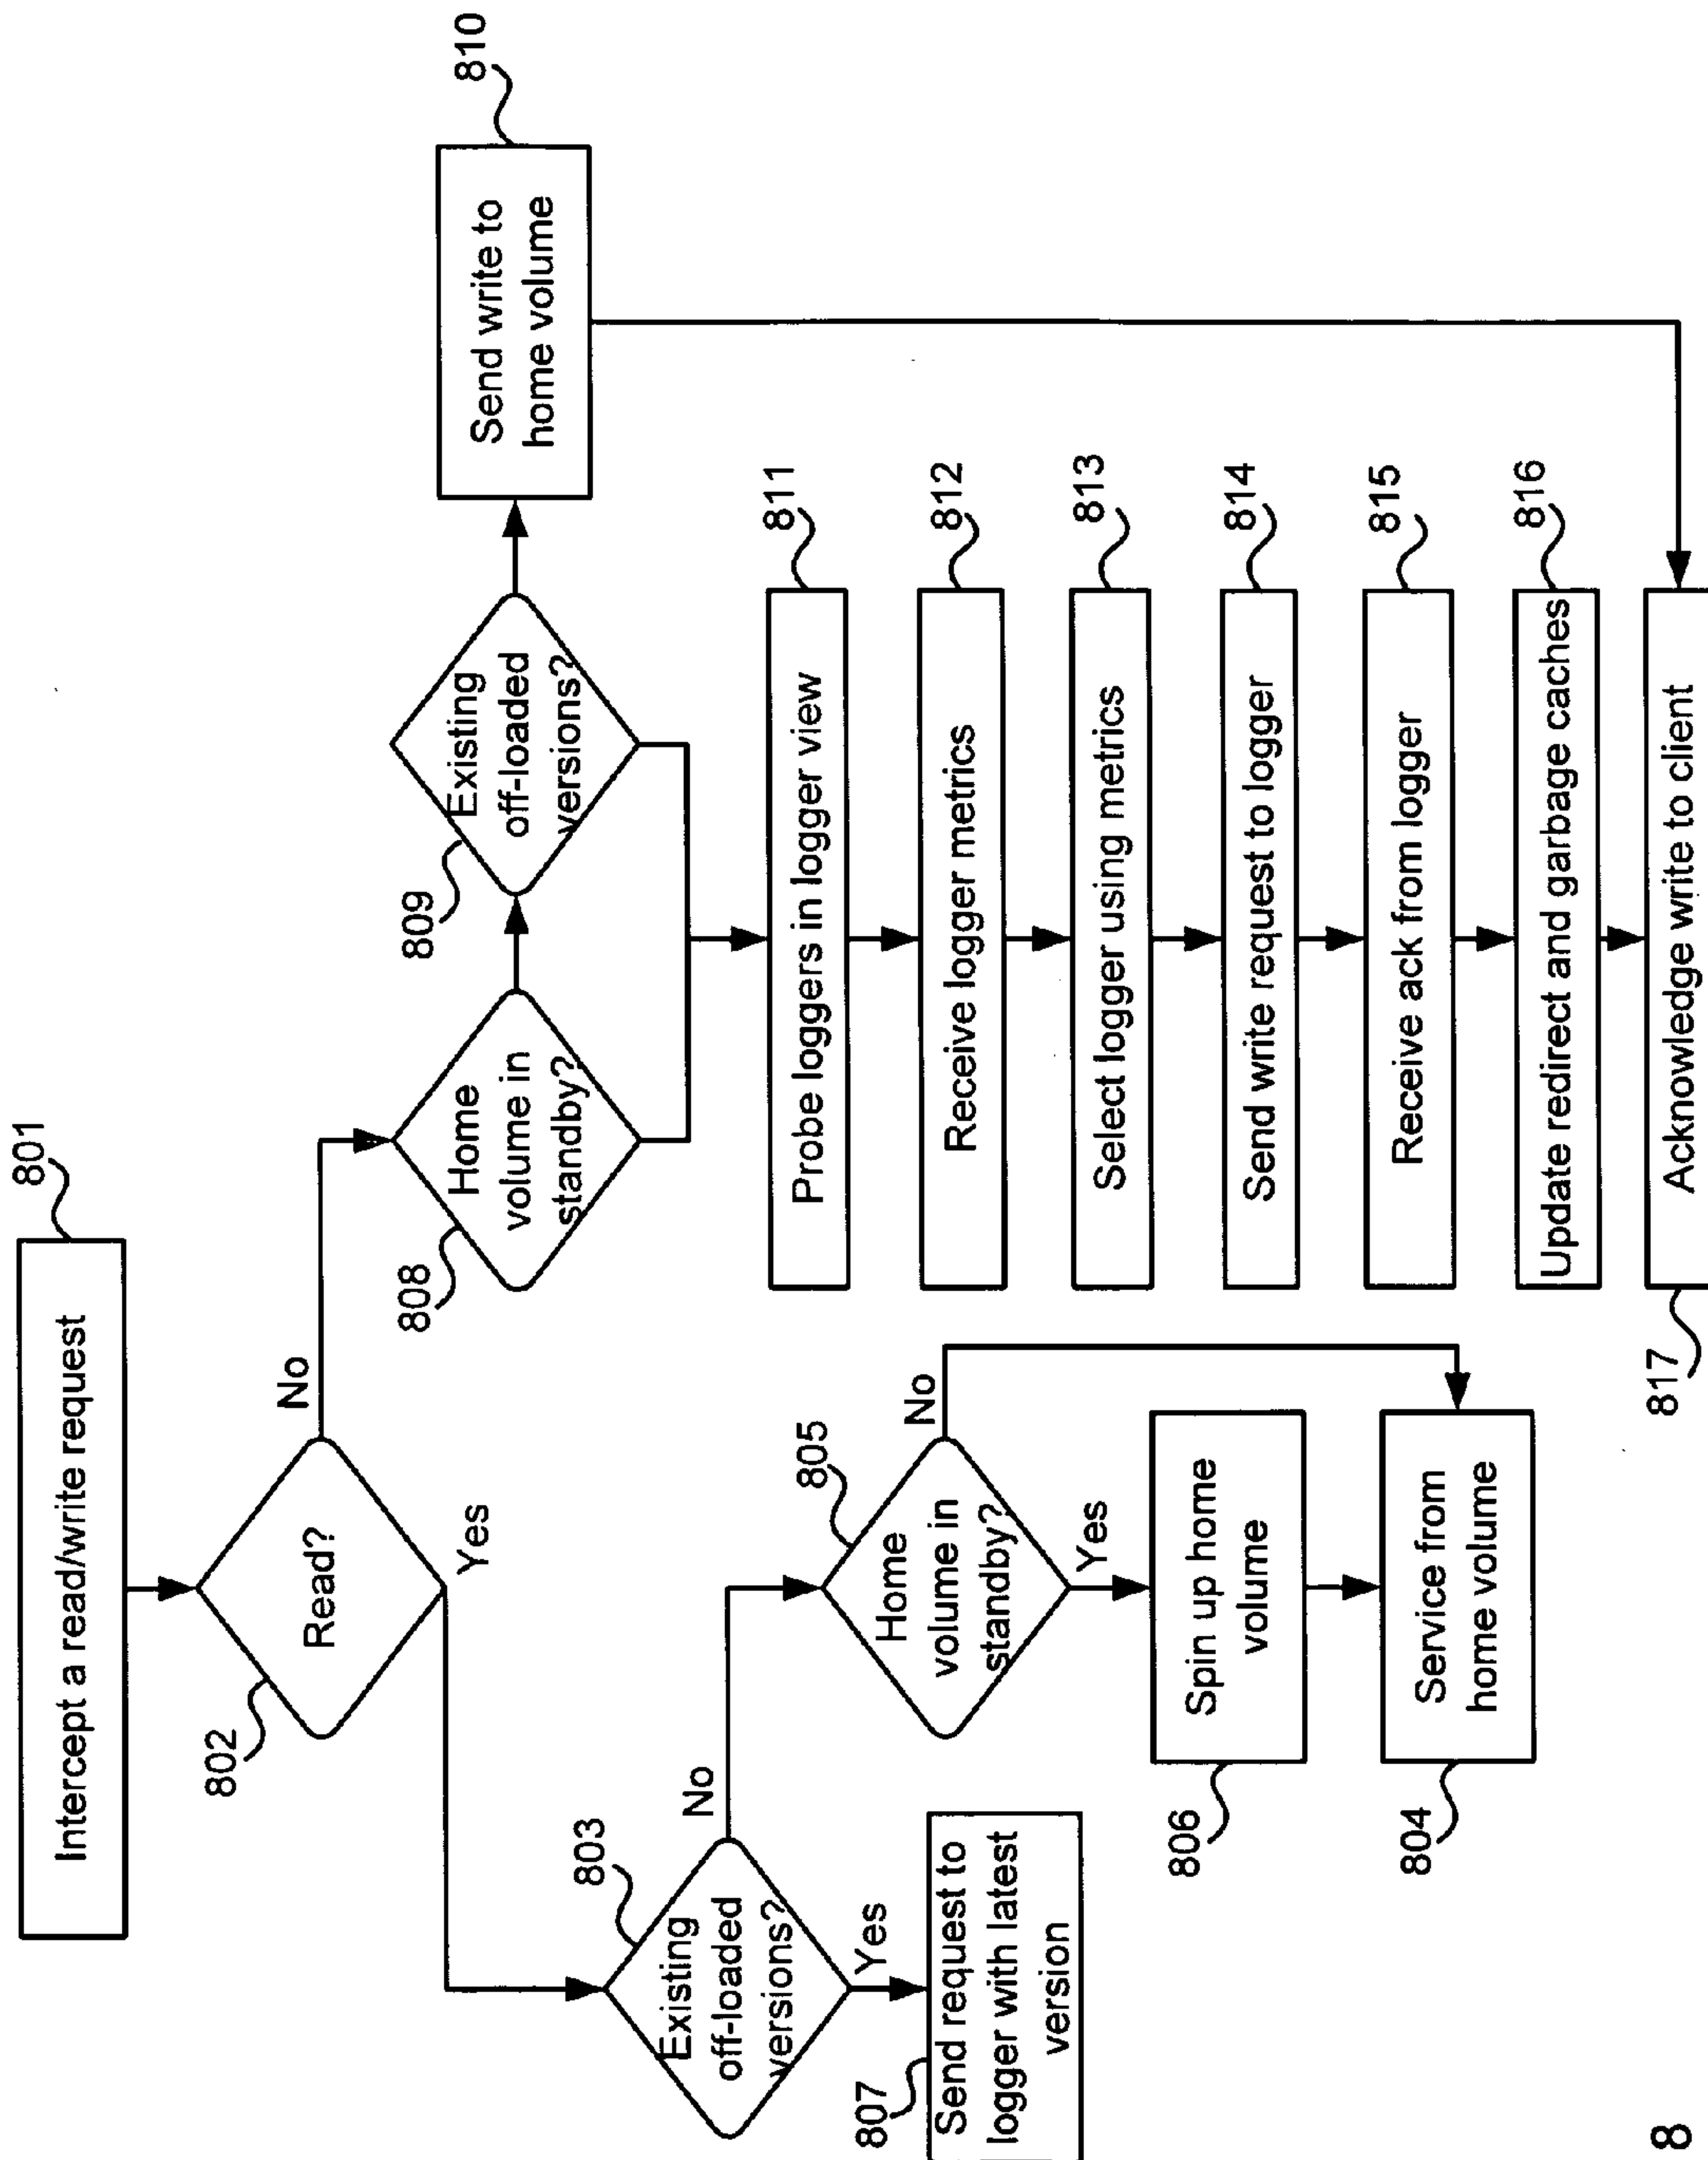 801
Intercept a read/write request
802
Read?
No
Yes
803
Existing
off-loaded
versions?
No
Yes
807
Send request to
logger with latest
version
805
Home
volume in
standby?
No
Yes
806
Spin up home
volume
804
Service from
home volume
808
Home
volume in
standby?
809
Existing
off-loaded
versions?
810
Send write to
home volume
811
Probe loggers in logger view
812
Receive logger metrics
813
Select logger using metrics
814
Send write request to logger
815
Receive ack from logger
816
Update redirect and garbage caches
817
Acknowledge write to client
8